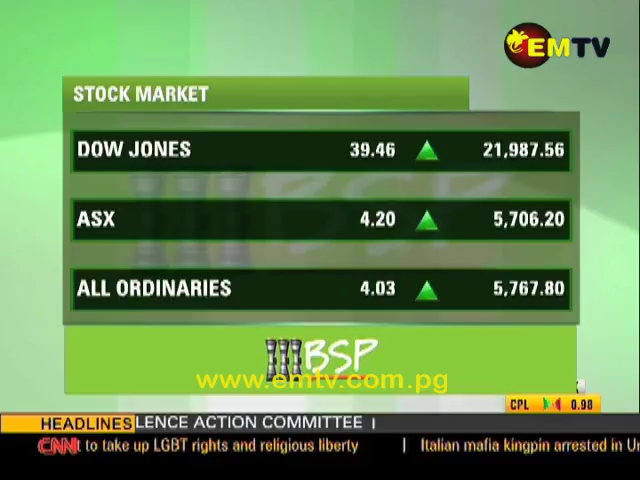 EMTV
STOCK MARKET
DOW JONES 39.46 21,987.56
ASX 4.20 5,706.20
ALL ORDINARIES 4.03 5,767.80
BSP
www.emtv.com.pg
CPL 0.98
HEADLINES LENCE ACTION COMMITTEE |
CNN t to take up LGBT rights and religious liberty | Italian mafia kingpin arrested in